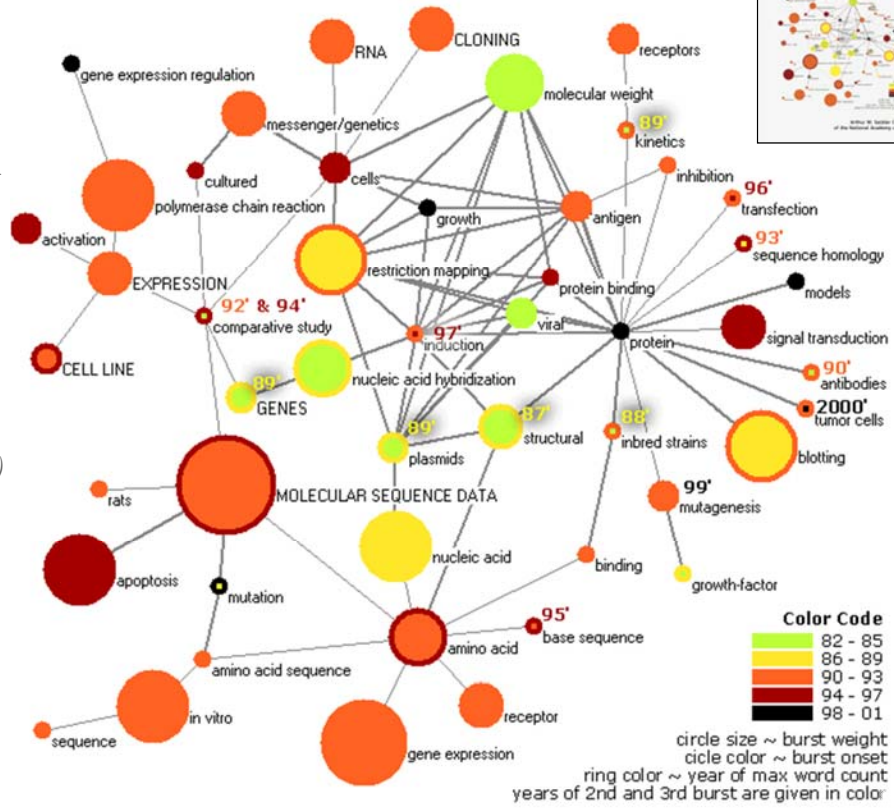 RNA
CLONING
receptors
gene expression regulation
molecular weight
messenger/genetics
89'
kinetics
cultured
cells
inhibition
polymerase chain reaction
96'
transfection
growth
antigen
activation
93'
sequence homology
restriction mapping
EXPRESSION
protein binding
models
92' & 94'
comparative study
viral
97'
induction
protein
signal transduction
CELL LINE
nucleic acid hybridization
90'
antibodies
89'
GENES
87'
structural
88'
inbred strains
2000'
tumor cells
89'
plasmids
blotting
MOLECULAR SEQUENCE DATA
rats
99'
mutagenesis
nucleic acid
apoptosis
mutation
binding
growth-factor
95'
base sequence
amino acid
amino acid sequence
in vitro
receptor
sequence
gene expression
Color Code
82 - 85
86 - 89
90 - 93
94 - 97
98 - 01
circle size ~ burst weight
cicle color ~ burst onset
ring color ~ year of max word count
years of 2nd and 3rd burst are given in color